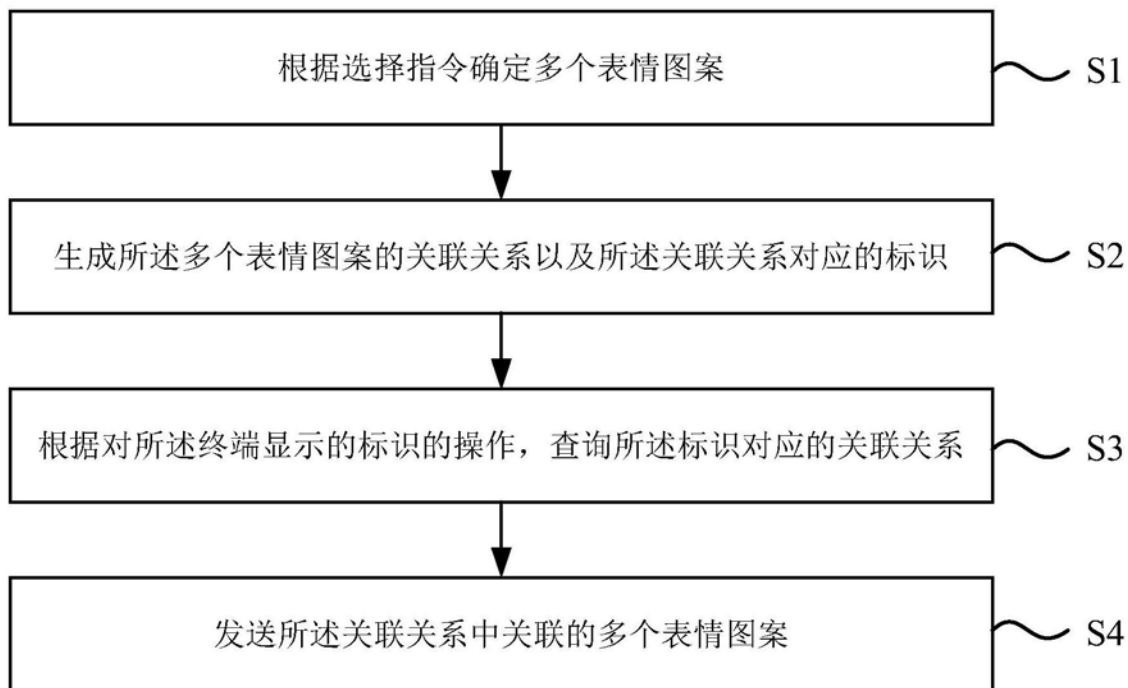 根据选择指令确定多个表情图案
S1
生成所述多个表情图案的关联关系以及所述关联关系对应的标识
S2
根据对所述终端显示的标识的操作，查询所述标识对应的关联关系
S3
发送所述关联关系中关联的多个表情图案
S4